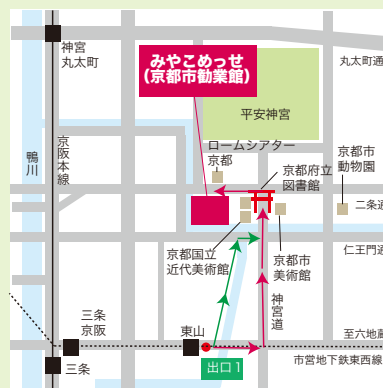 神宮
丸太町
みやこめっせ
(京都市勧業館)
丸太町通
平安神宮
鴨川
京阪本線
ロームシアター
京都
京都府立
図書館
京都市
動物園
二条通
仁王門通
京都国立
近代美術館
京都市
美術館
神宮道
三条
京阪
東山
至六地蔵
三条
出口1
市営地下鉄東西線